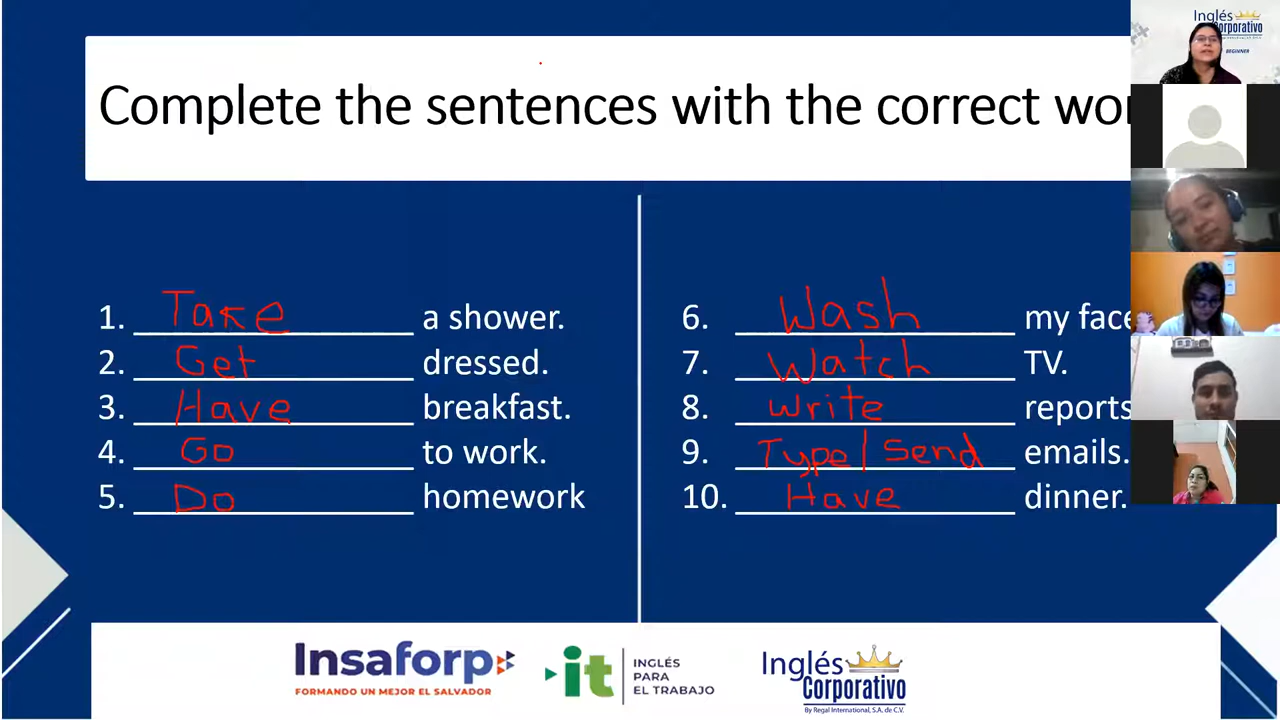 Complete the sentences with the correct
1. Take a shower.
2. Get dressed.
3. Have breakfast.
4. Go to work.
5. Do homework
6. Wash my face
7. Watch TV.
8. Write reports
9. Type/Send emails.
10. Have dinner.
Insaforp
FORMANDO UN MEJOR EL SALVADOR
it
INGLÉS
PARA
EL TRABAJO
Inglés
Corporativo
By Regal International, S.A. de C.V.
Inglés
Corporativo
BEGINNER